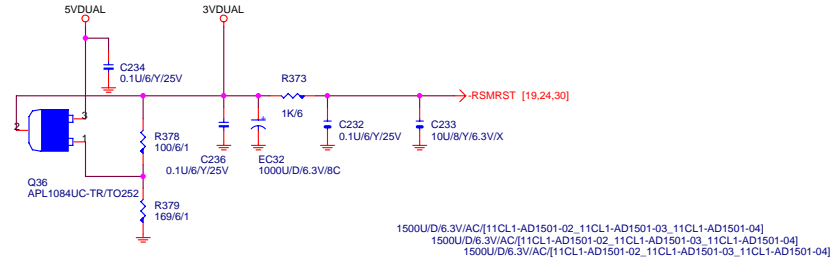 5VDUAL
3VDUAL
C234
0.1U/6/Y/25V
R373
1K/6
-RSMRST [19,24,30]
2
3
1
R378
100/6/1
C236
0.1U/6/Y/25V
EC32
1000U/D/6.3V/8C
C232
0.1U/6/Y/25V
C233
10U/8/Y/6.3V/X
Q36
APL1084UC-TR/TO252
R379
169/6/1
1500U/D/6.3V/AC/[11CL1-AD1501-02_11CL1-AD1501-03_11CL1-AD1501-04]
1500U/D/6.3V/AC/[11CL1-AD1501-02_11CL1-AD1501-03_11CL1-AD1501-04]
1500U/D/6.3V/AC/[11CL1-AD1501-02_11CL1-AD1501-03_11CL1-AD1501-04]